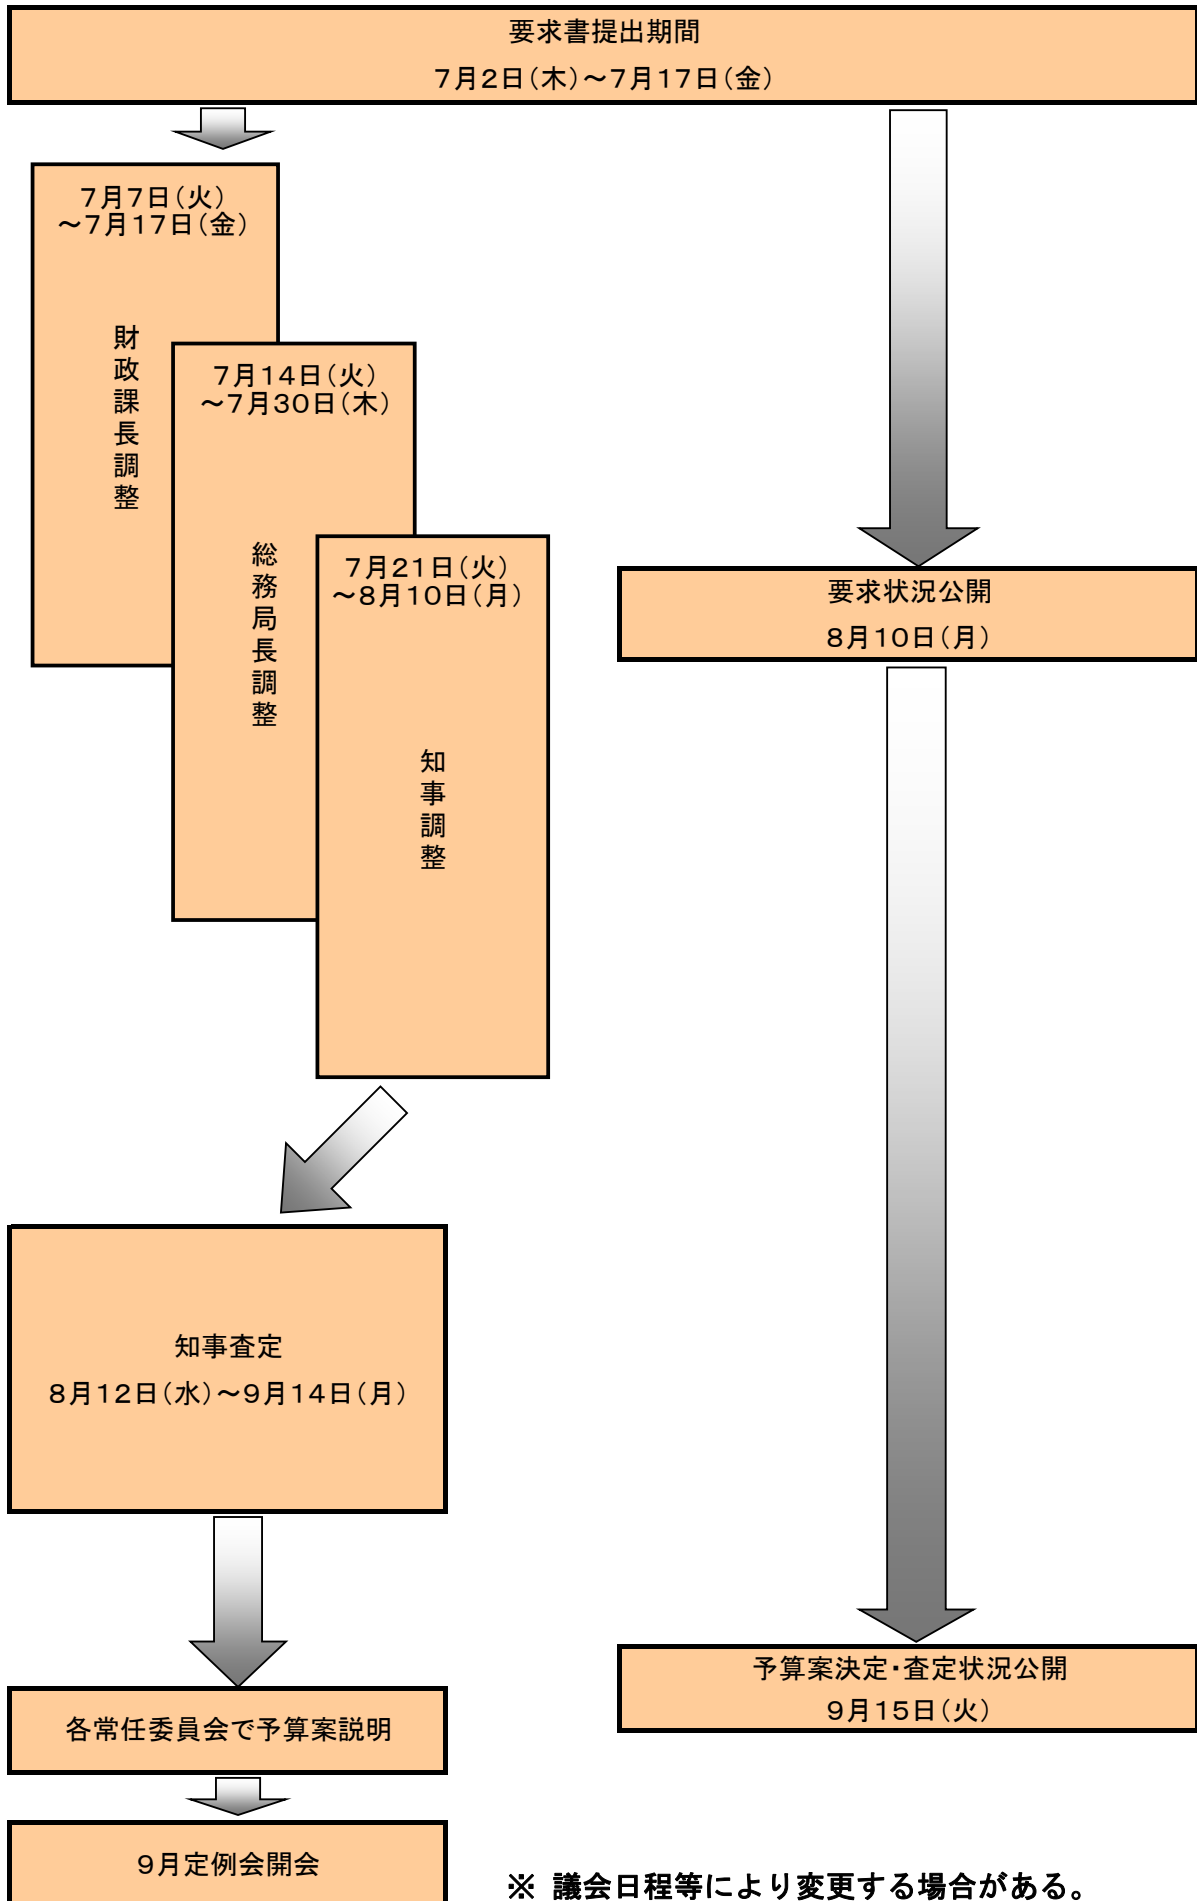 要求書提出期間
7月2日(木)～7月17日(金)
7月7日(火)
～7月17日(金)
財政課長調整
7月14日(火)
～7月30日(木)
総務局長調整
7月21日(火)
～8月10日(月)
知事調整
要求状況公開
8月10日(月)
知事査定
8月12日(水)～9月14日(月)
予算案決定・査定状況公開
9月15日(火)
各常任委員会で予算案説明
9月定例会開会
※ 議会日程等により変更する場合がある。